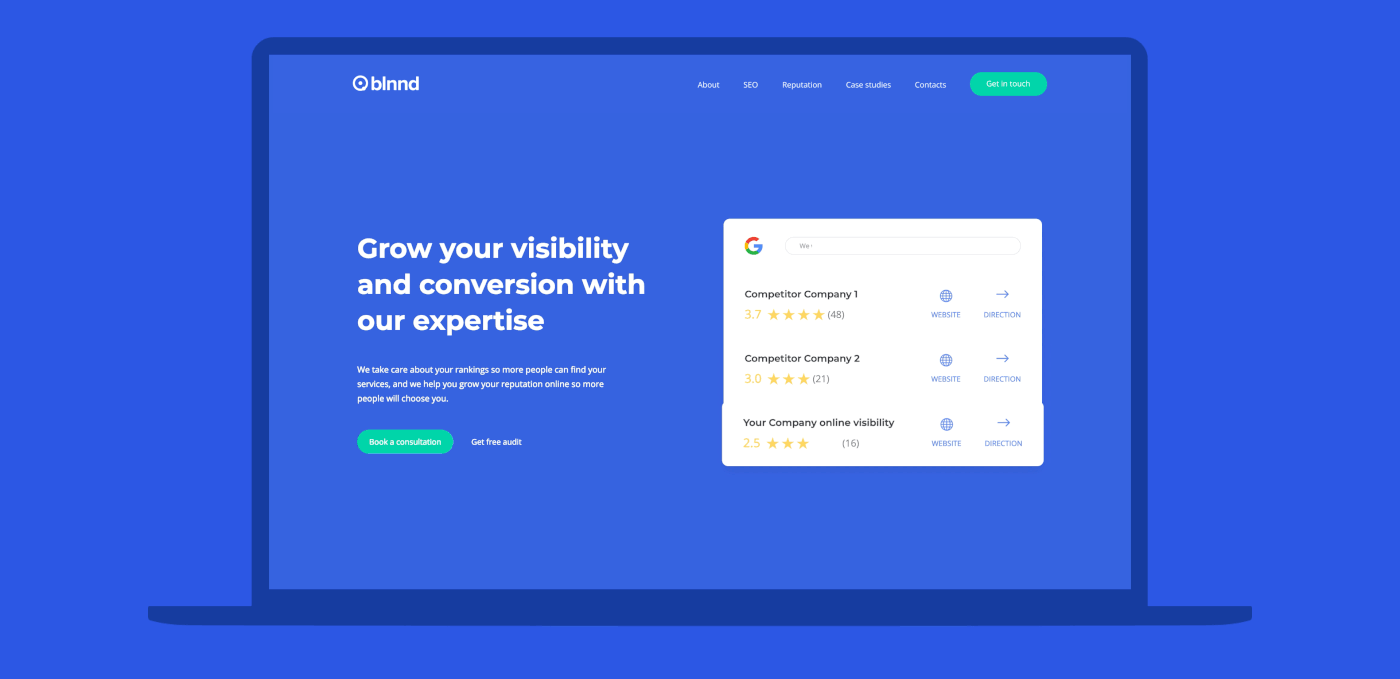 blnnd
About SEO Reputation Case studies Contacts Get in touch
Grow your visibility
and conversion with
our expertise
We take care about your rankings so more people can find your
services, and we help you grow your reputation online so more
people will choose you.
Book a consultation Get free audit
We
Competitor Company 1
3.7 (48) WEBSITE DIRECTION
Competitor Company 2
3.0 (21) WEBSITE DIRECTION
Your Company online visibility
2.5 (16) WEBSITE DIRECTION